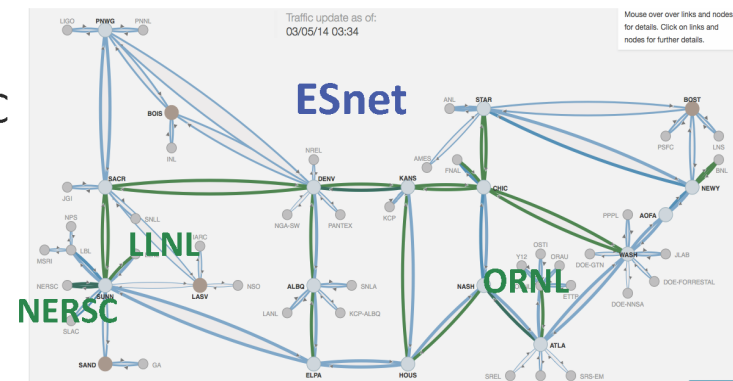 Traffic update as of:
03/05/14 03:34
Mouse over over links and nodes
for details. Click on links and
nodes for further details.
C
ESnet
LIGO
PNWG
PNNL
BOIS
INL
ANL
STAR
BOST
PSFC
LNS
AMES
FNAL
BNL
NREL
SACR
DENV
KANS
CHIC
NEWY
JGI
NGA-SW
PANTEX
KCP
AOFA
PPPL
NPS
SNLL
LBL
MSRI
LLNL
IARC
OSTI
Y12
ORAU
WASH
JLAB
DOE-GTN
DOE-FORRESTAL
DOE-NNSA
NERSC
SUNN
LASV
NSO
ALBQ
SNLA
NASH
ORNL
ETTP
NERSC
SLAC
LANL
KCP-ALBQ
SAND
GA
ELPA
HOUS
ATLA
SREL
SRS-EM